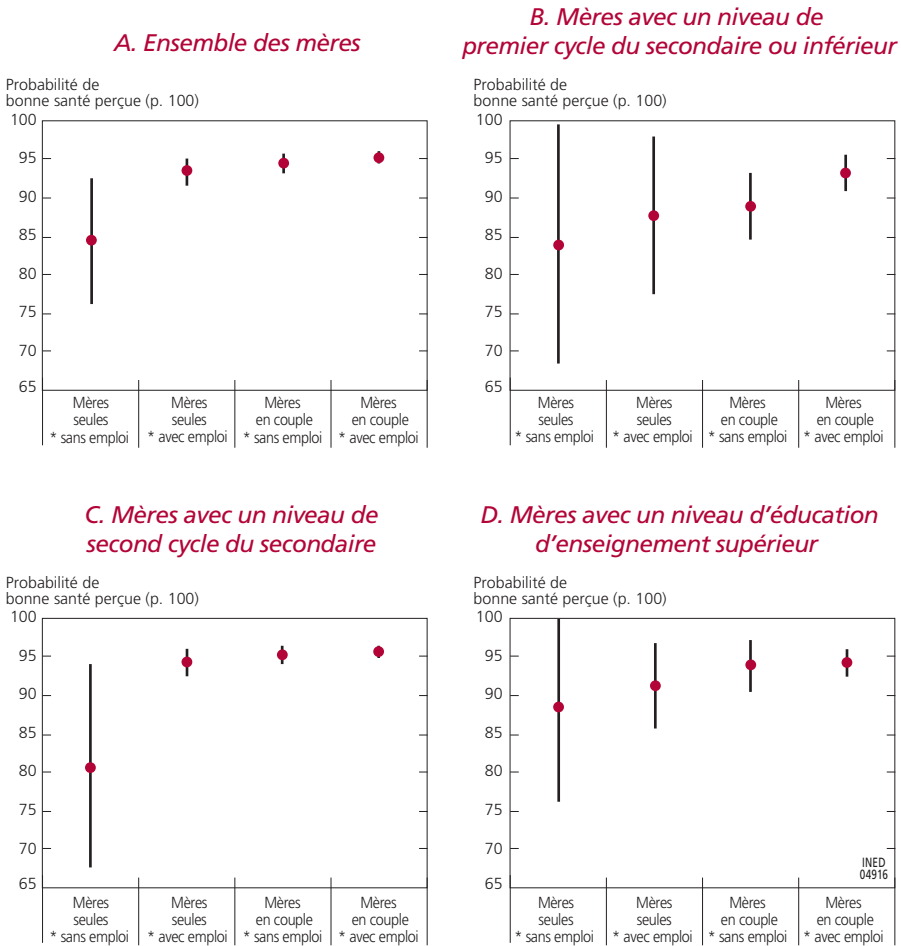 A. Ensemble des mères
Probabilité de
bonne santé perçue (p. 100)
100
95
90
85
80
75
70
65
Mères
seules
* sans emploi
Mères
seules
* avec emploi
Mères
en couple
* sans emploi
Mères
en couple
* avec emploi
B. Mères avec un niveau de
premier cycle du secondaire ou inférieur
Probabilité de
bonne santé perçue (p. 100)
100
95
90
85
80
75
70
65
Mères
seules
* sans emploi
Mères
seules
* avec emploi
Mères
en couple
* sans emploi
Mères
en couple
* avec emploi
C. Mères avec un niveau de
second cycle du secondaire
Probabilité de
bonne santé perçue (p. 100)
100
95
90
85
80
75
70
65
Mères
seules
* sans emploi
Mères
seules
* avec emploi
Mères
en couple
* sans emploi
Mères
en couple
* avec emploi
D. Mères avec un niveau d'éducation
d'enseignement supérieur
Probabilité de
bonne santé perçue (p. 100)
100
95
90
85
80
75
70
65
INED
04916
Mères
seules
* sans emploi
Mères
seules
* avec emploi
Mères
en couple
* sans emploi
Mères
en couple
* avec emploi